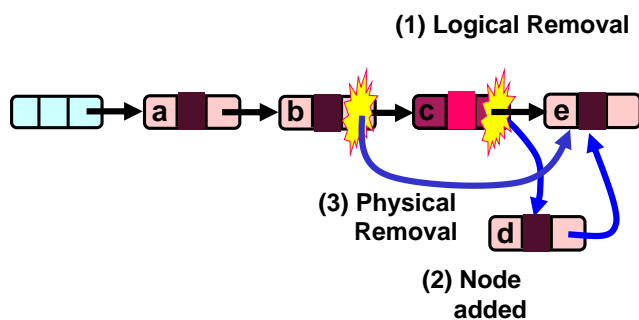 (1) Logical Removal
a
b
c
e
(3) Physical
Removal
d
(2) Node
added